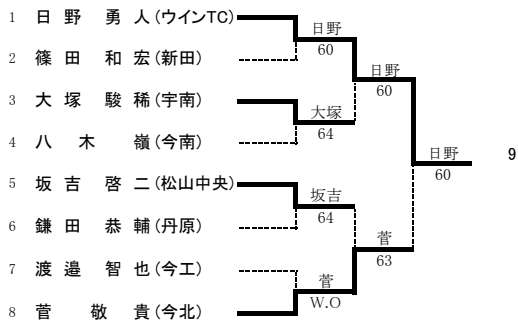 1 日 野 勇 人 (ウインTC)
2 篠 田 和 宏 (新田)
3 大 塚 駿 稀 (宇南)
4 八 木 嶺 (今南)
5 坂 吉 啓 二 (松山中央)
6 鎌 田 恭 輔 (丹原)
7 渡 邉 智 也 (今工)
8 菅 敬 貴 (今北)
日野
60
大塚
64
坂吉
64
菅
W.O
日野
60
菅
63
日野
60
9